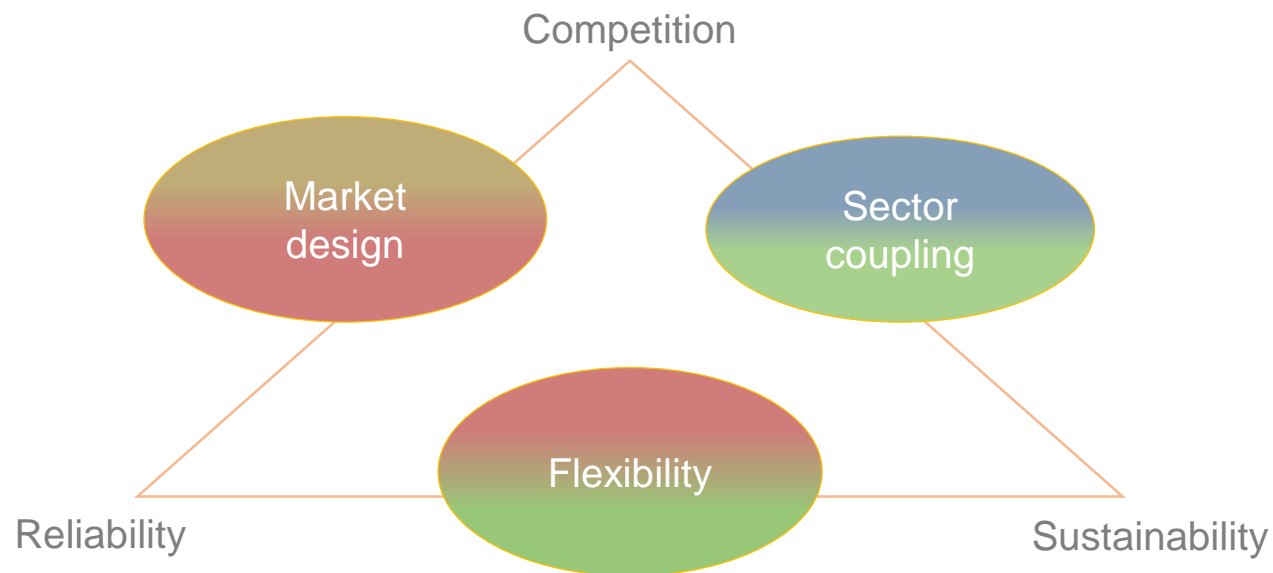 Competition
Market
design
Sector
coupling
Flexibility
Reliability
Sustainability